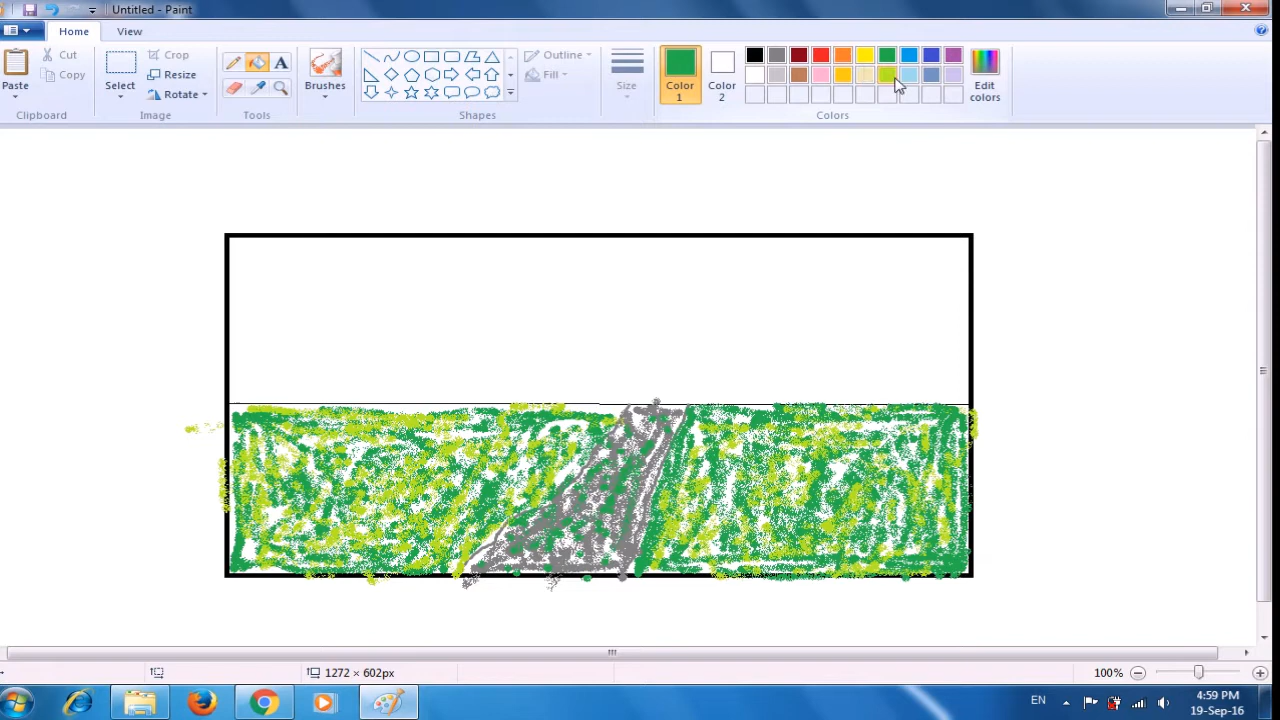 Untitled - Paint
Home View
Paste
Cut
Copy
Clipboard
Select
Crop
Resize
Rotate
Image
A
Tools
Brushes
Outline
Fill
Shapes
Size
Color 1
Color 2
Edit colors
Colors
1272 × 602px
100%
EN
4:59 PM
19-Sep-16